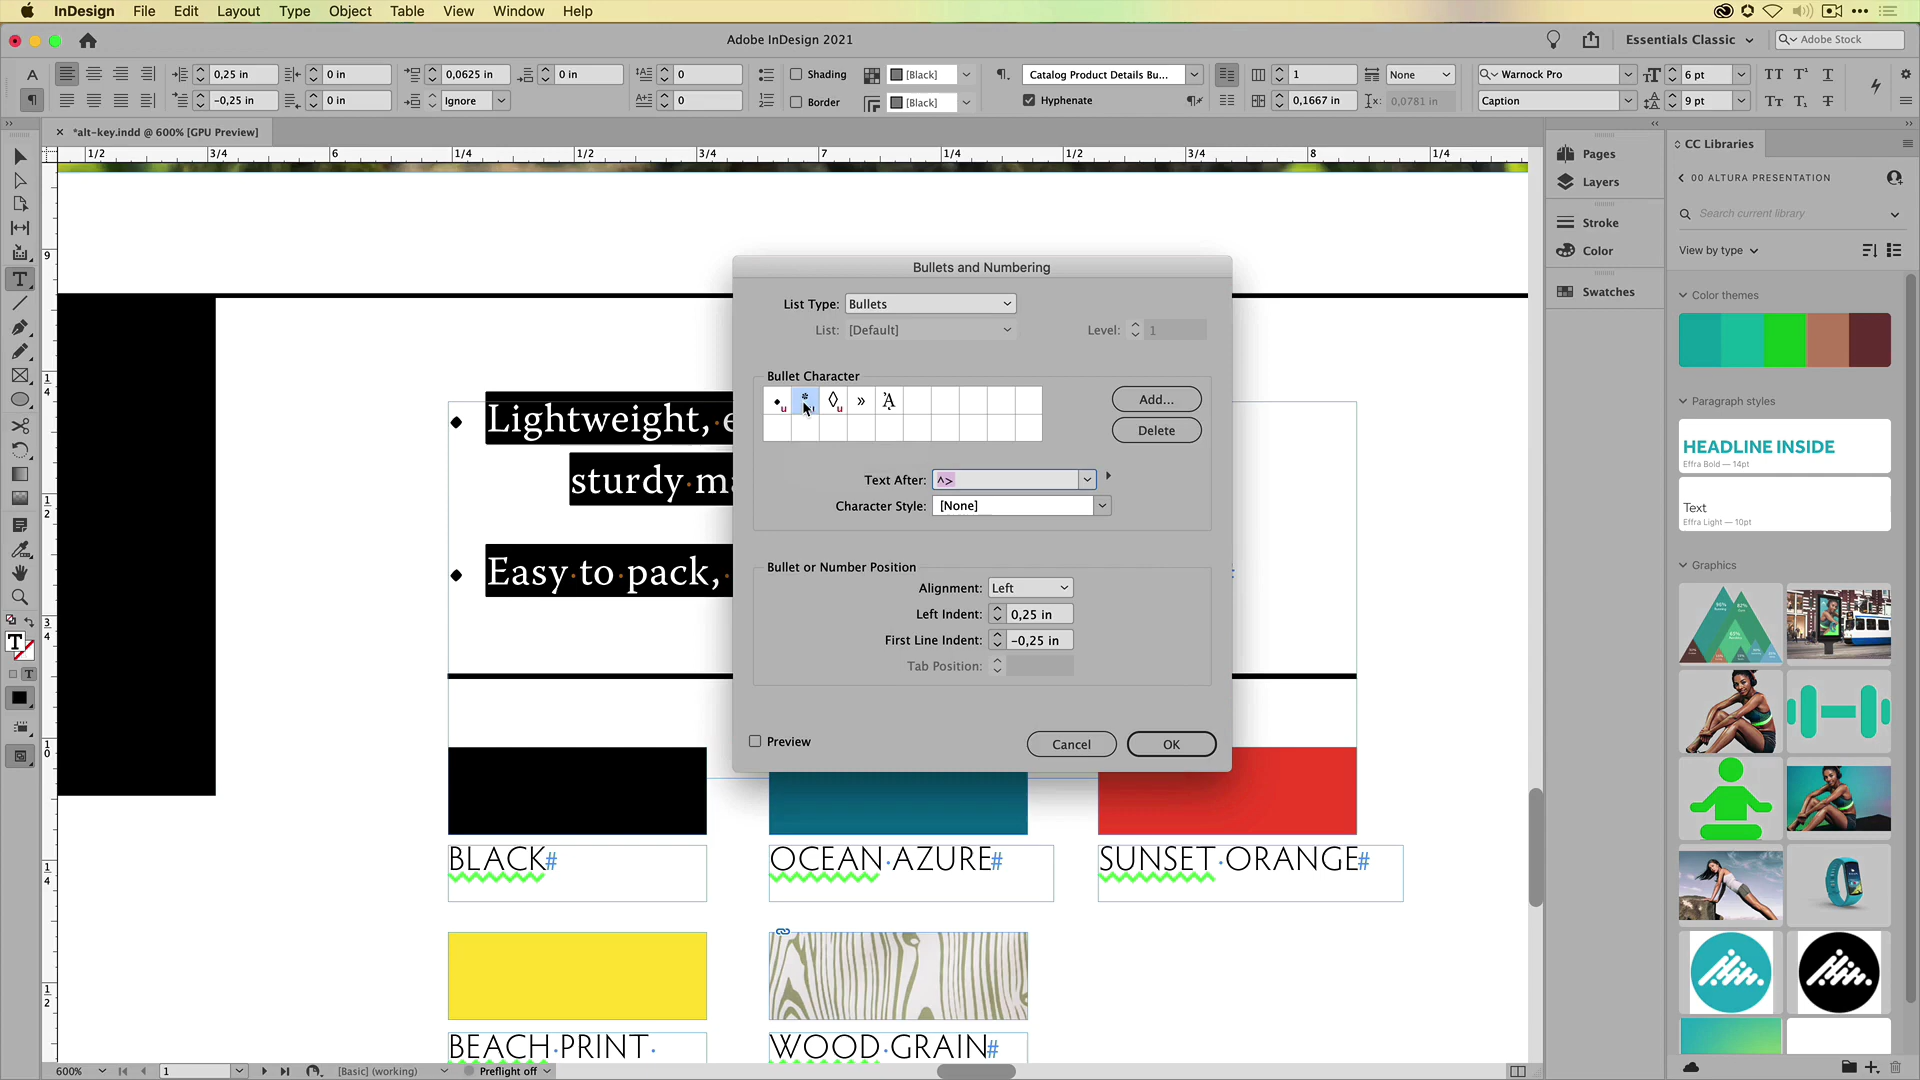 InDesign File Edit Layout Type Object Table View Window Help
Adobe InDesign 2021
Essentials Classic
Adobe Stock
A 0,25 in 0 in 0,0625 in 0 in 0 Shading [Black] Catalog Product Details Bu... 1 None Warnock Pro 6 pt
-0,25 in 0 in Ignore 0 Border [Black] Hyphenate 0,1667 in 0,0781 in Caption 9 pt
*alt-key.indd @ 600% [GPU Preview]
1/2 3/4 6 1/4 1/2 3/4 7 1/4 1/2 3/4 8 1/4
Pages
Layers
Stroke
Color
Swatches
CC Libraries
00 ALTURA PRESENTATION
Search current library
View by type
Color themes
Paragraph styles
HEADLINE INSIDE
Effra Bold — 14pt
Text
Effra Light — 10pt
Graphics
Bullets and Numbering
List Type: Bullets
List: [Default] Level: 1
Bullet Character
Add...
Delete
Text After: ^>
Character Style: [None]
Bullet or Number Position
Alignment: Left
Left Indent: 0,25 in
First Line Indent: -0,25 in
Tab Position:
Preview
Cancel
OK
Lightweight, e
sturdy m
Easy to pack,
BLACK#
OCEAN·AZURE#
SUNSET·ORANGE#
BEACH·PRINT·
WOOD·GRAIN#
600% 1 [Basic] (working) Preflight off